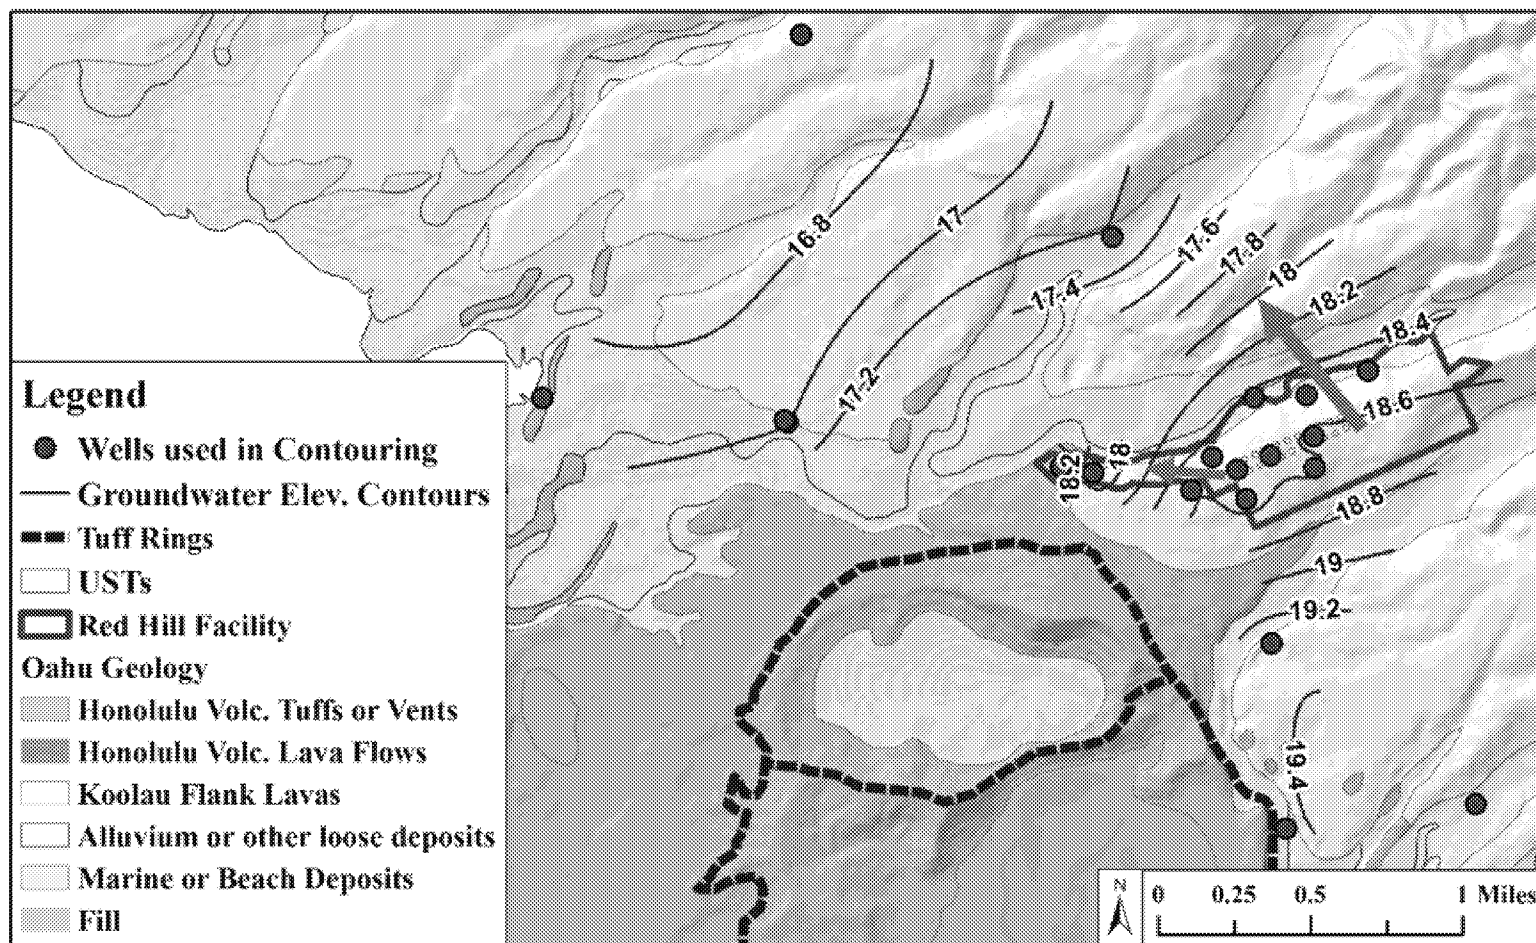 16.8
17
17.2
17.4
17.6
17.8
18
18.2
18.4
18.6
18.2
18
18.8
19
19.2
19.4
Legend
Wells used in Contouring
Groundwater Elev. Contours
Tuff Rings
USTs
Red Hill Facility
Oahu Geology
Honolulu Volc. Tuffs or Vents
Honolulu Volc. Lava Flows
Koolau Flank Lavas
Alluvium or other loose deposits
Marine or Beach Deposits
Fill
N
0 0.25 0.5 1 Miles